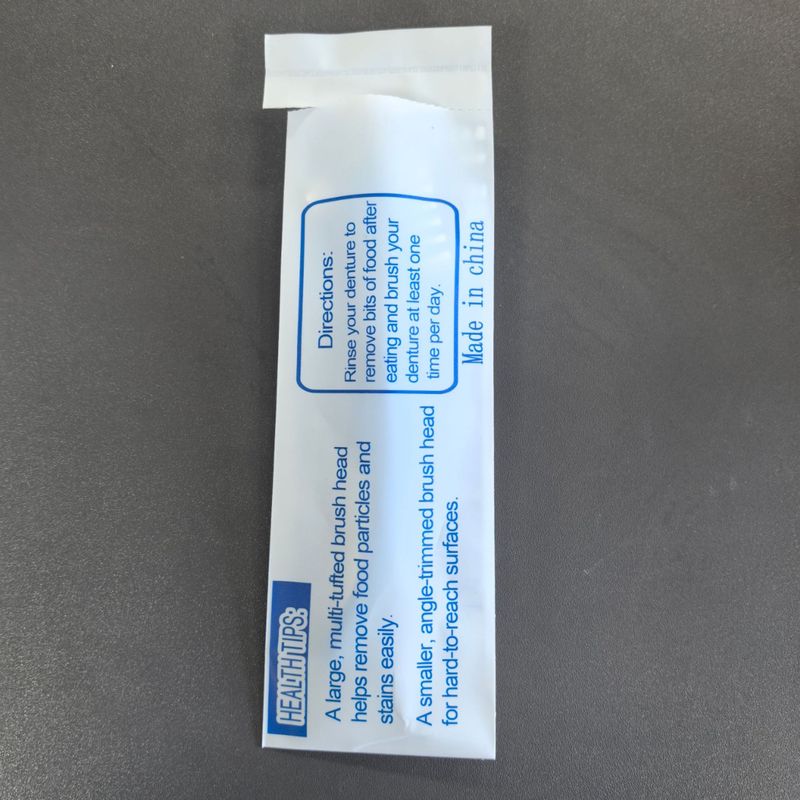 HEALTH TIPS:
A large, multi-tufted brush head
helps remove food particles and
stains easily.
A smaller, angle-trimmed brush head
for hard-to-reach surfaces.
Directions:
Rinse your denture to
remove bits of food after
eating and brush your
denture at least one
time per day.
Made in china